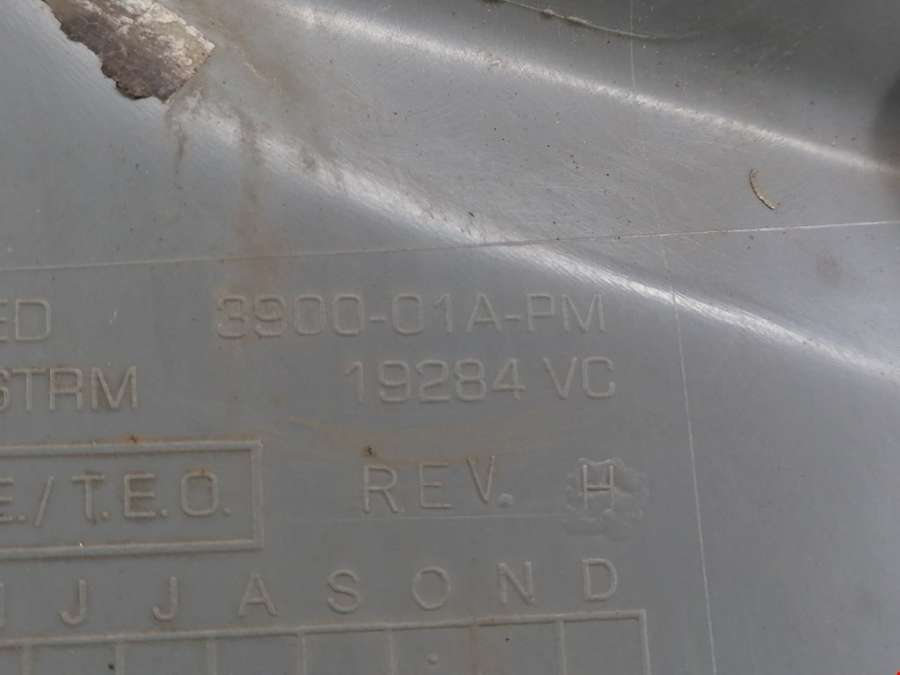 ED 3900-01A-PM
STRM 19284 VC
E./T.E.O. REV. H
J J A S O N D